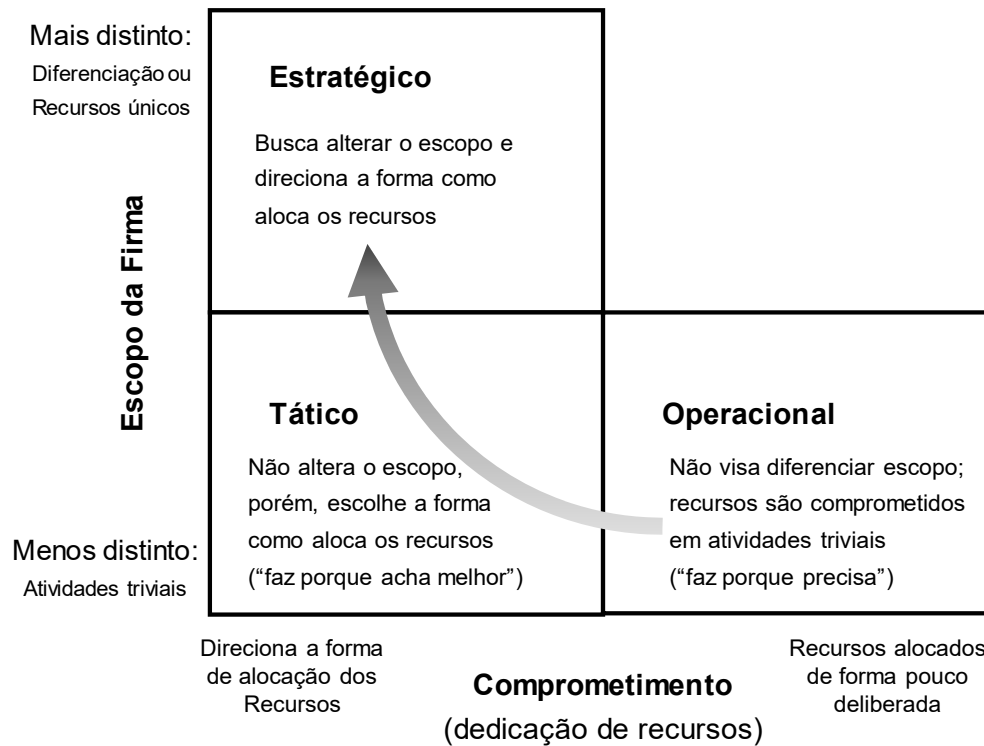 Mais distinto:
Diferenciação ou
Recursos únicos
Estratégico
Busca alterar o escopo e
direciona a forma como
aloca os recursos
Escopo da Firma
Tático
Não altera o escopo,
porém, escolhe a forma
como aloca os recursos
(“faz porque acha melhor”)
Operacional
Não visa diferenciar escopo;
recursos são comprometidos
em atividades triviais
(“faz porque precisa”)
Menos distinto:
Atividades triviais
Direciona a forma
de alocação dos
Recursos
Comprometimento
(dedicação de recursos)
Recursos alocados
de forma pouco
deliberada